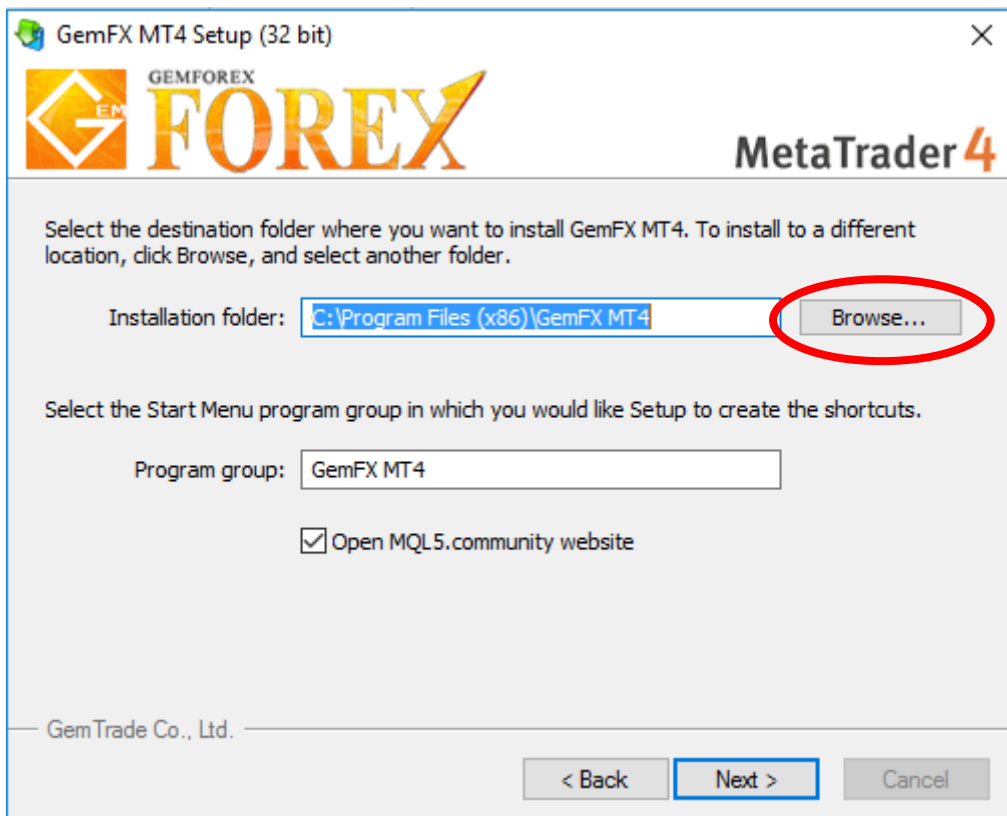 GemFX MT4 Setup (32 bit)
GEM
GEMFOREX
FOREX
MetaTrader 4
Select the destination folder where you want to install GemFX MT4. To install to a different
location, click Browse, and select another folder.
Installation folder: C:\Program Files (x86)\GemFX MT4 Browse...
Select the Start Menu program group in which you would like Setup to create the shortcuts.
Program group: GemFX MT4
Open MQL5.community website
GemTrade Co., Ltd.
< Back Next > Cancel